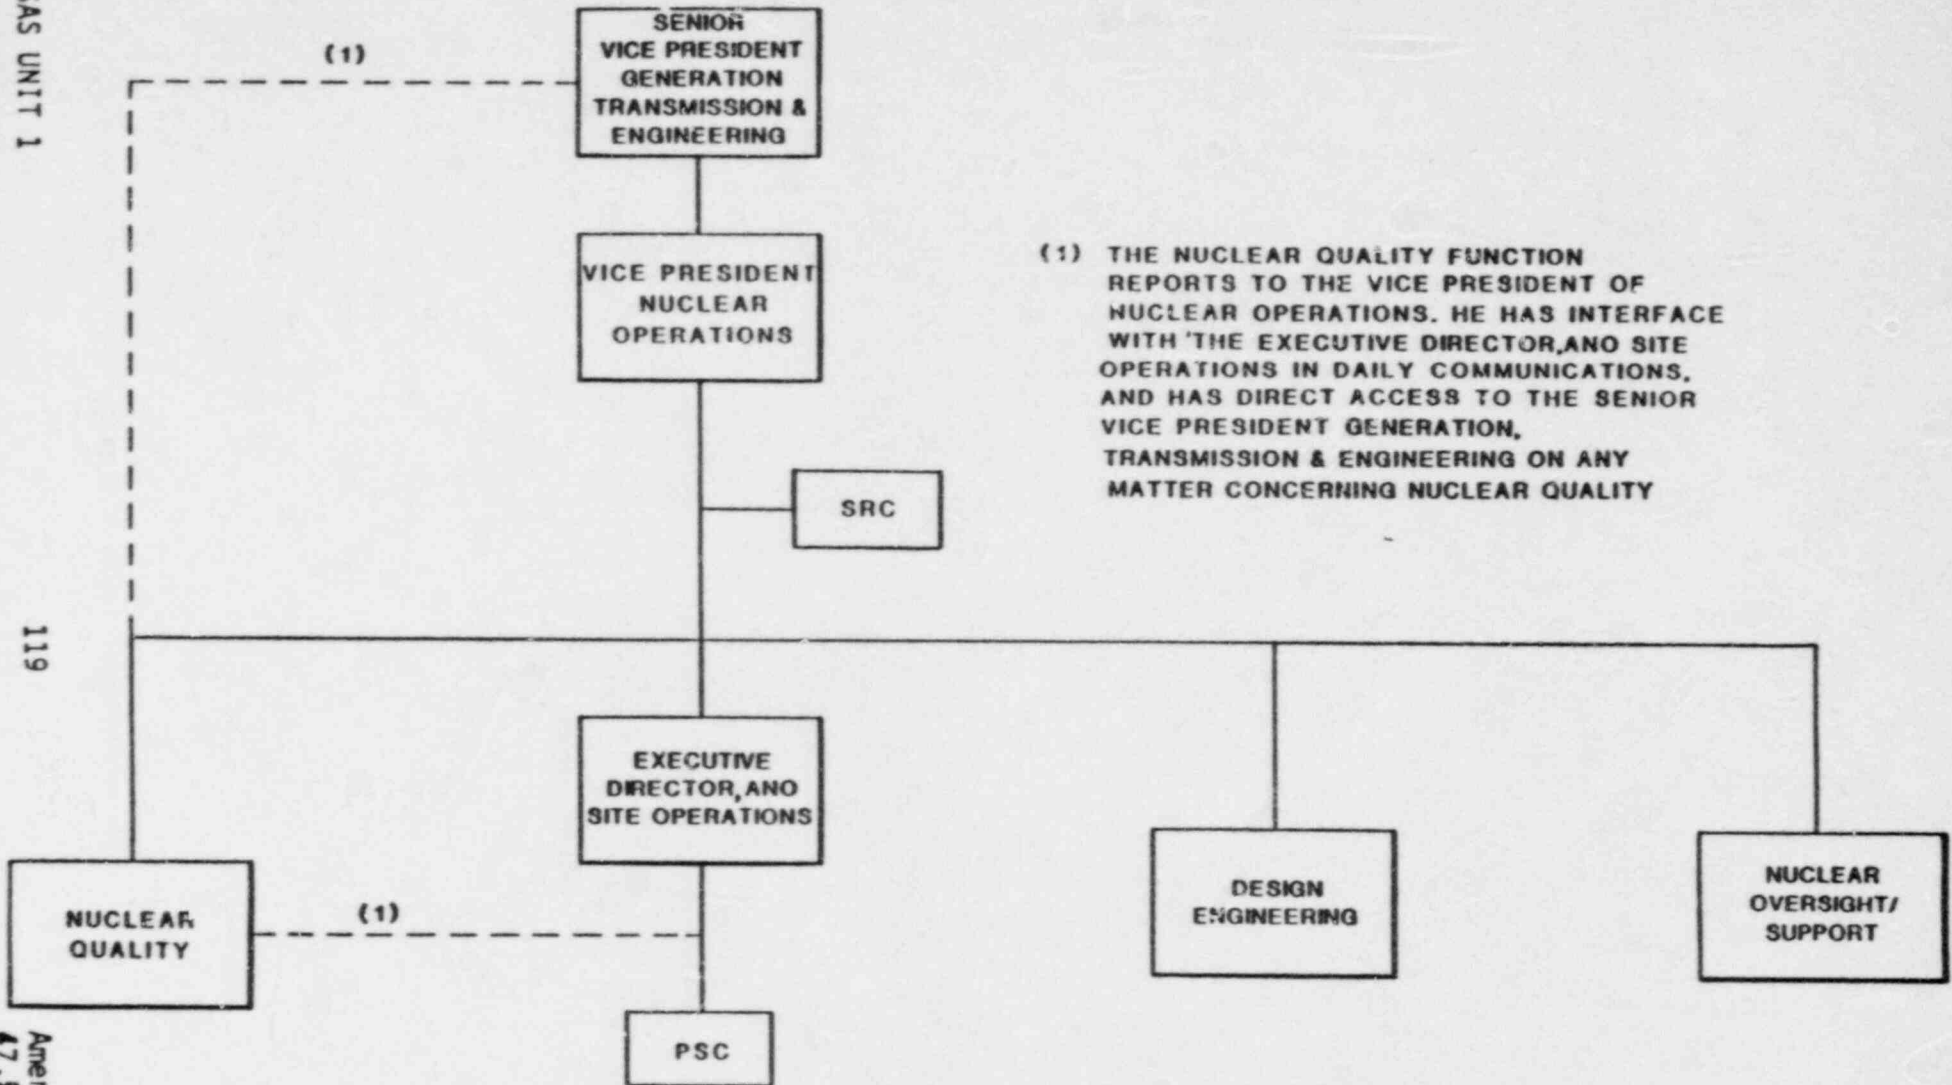 SENIOR
VICE PRESIDENT
GENERATION
TRANSMISSION &
ENGINEERING
(1)
VICE PRESIDENT
NUCLEAR
OPERATIONS
(1) THE NUCLEAR QUALITY FUNCTION
REPORTS TO THE VICE PRESIDENT OF
NUCLEAR OPERATIONS. HE HAS INTERFACE
WITH THE EXECUTIVE DIRECTOR, ANO SITE
OPERATIONS IN DAILY COMMUNICATIONS,
AND HAS DIRECT ACCESS TO THE SENIOR
VICE PRESIDENT GENERATION,
TRANSMISSION & ENGINEERING ON ANY
MATTER CONCERNING NUCLEAR QUALITY
SRC
EXECUTIVE
DIRECTOR, ANO
SITE OPERATIONS
NUCLEAR
QUALITY
(1)
DESIGN
ENGINEERING
NUCLEAR
OVERSIGHT/
SUPPORT
PSC
UNIT 1
119